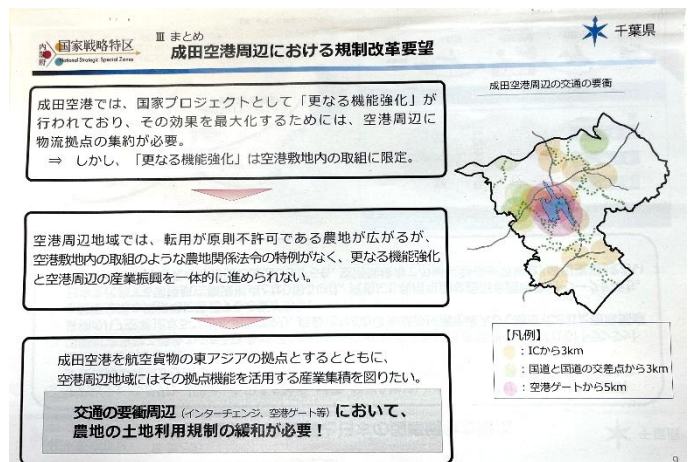 内閣府
国家戦略特区
National Strategic Special Zones
Ⅲ まとめ
成田空港周辺における規制改革要望
千葉県
成田空港では、国家プロジェクトとして「更なる機能強化」が
行われており、その効果を最大化するためには、空港周辺に
物流拠点の集約が必要。
⇒ しかし、「更なる機能強化」は空港敷地内の取組に限定。
空港周辺地域では、転用が原則不許可である農地が広がるが、
空港敷地内の取組のような農地関係法令の特例がなく、更なる機能強化
と空港周辺の産業振興を一体的に進められない。
成田空港を航空貨物の東アジアの拠点とするとともに、
空港周辺地域にはその拠点機能を活用する産業集積を図りたい。
交通の要衝周辺（インターチェンジ、空港ゲート等）において、
農地の土地利用規制の緩和が必要！
成田空港周辺の交通の要衝
【凡例】
：ICから3km
：国道と国道の交差点から3km
：空港ゲートから5km
9